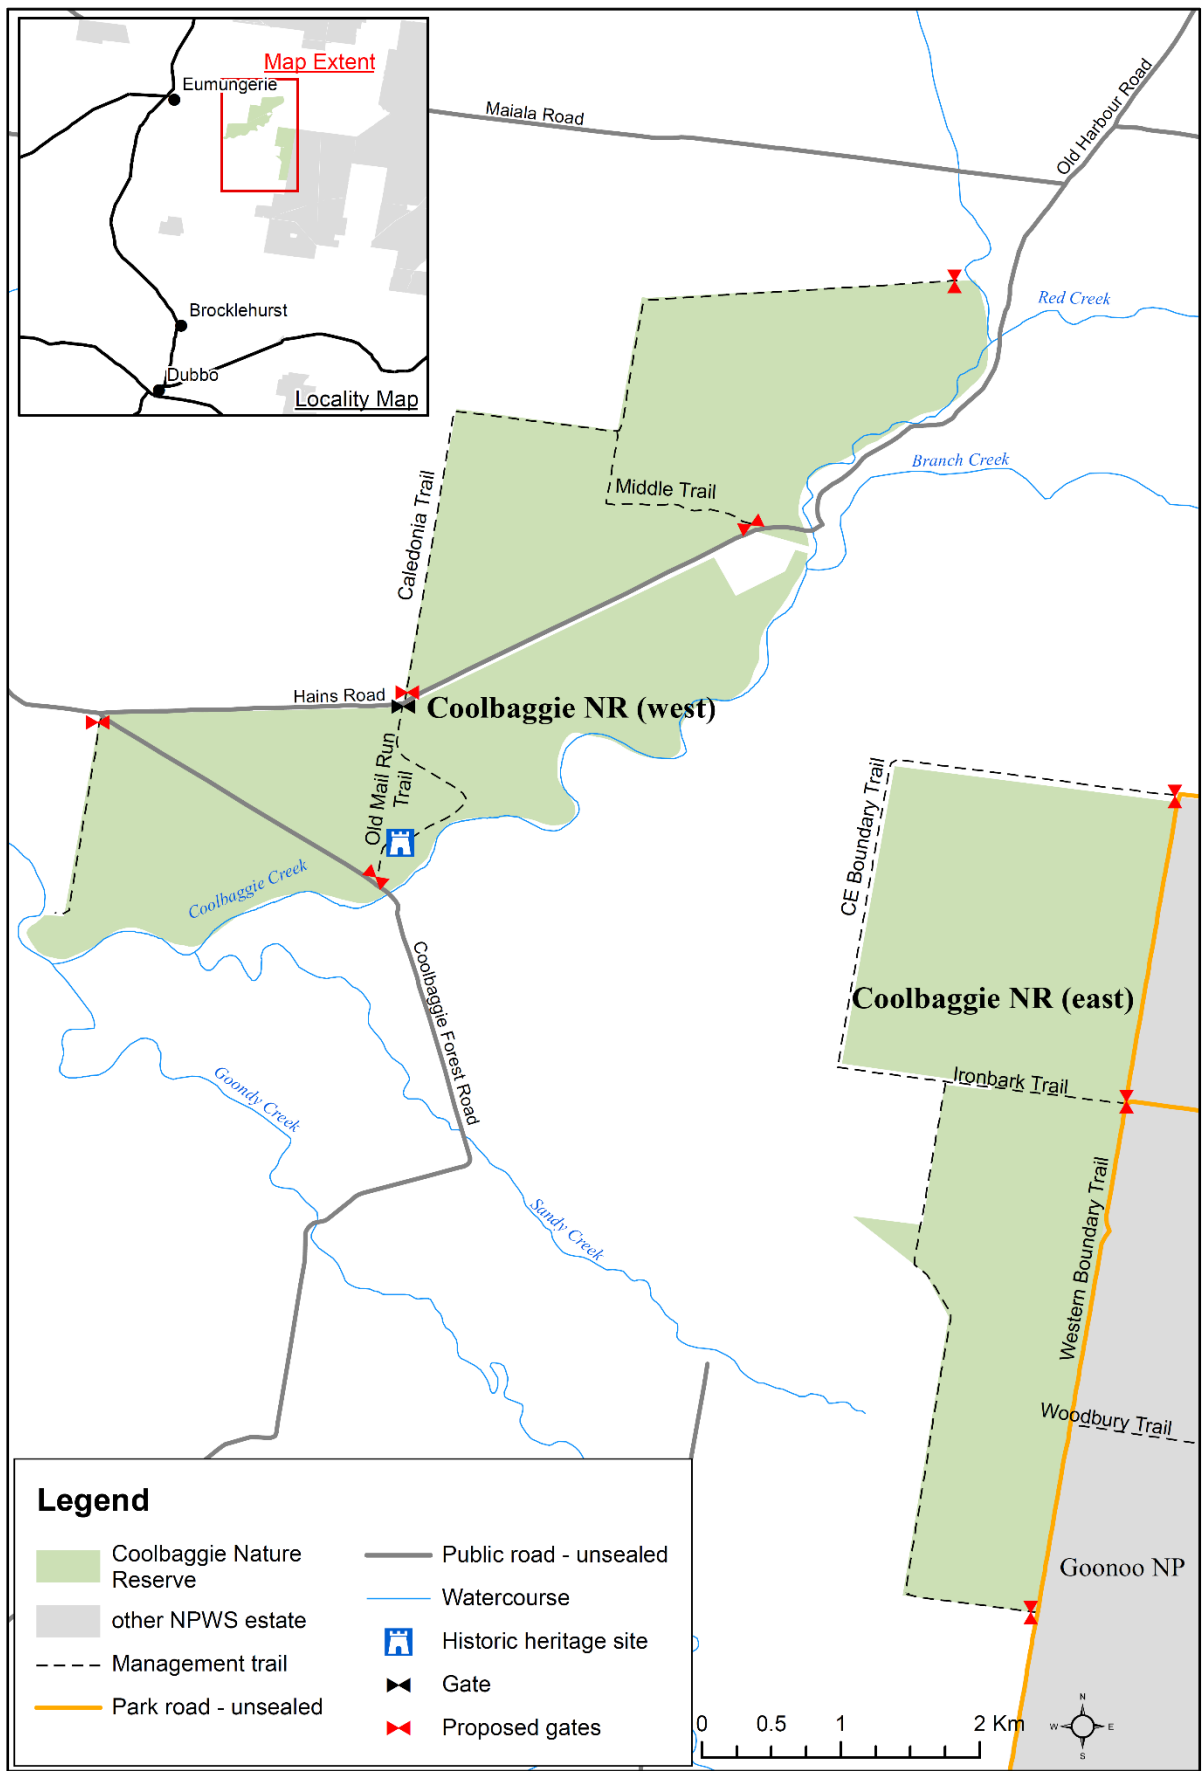 Map Extent
Eumungerie
Brocklehurst
Dubbo
Locality Map
Maiala Road
Old Harbour Road
Red Creek
Branch Creek
Middle Trail
Caledonia Trail
Hains Road
Coolbaggie NR (west)
Old Mail Run
Trail
Coolbaggie Creek
CE Boundary Trail
Coolbaggie NR (east)
Coolbaggie Forest Road
Goondy Creek
Ironbark Trail
Sandy Creek
Western Boundary Trail
Woodbury Trail
Goonoo NP
Legend
Coolbaggie Nature
Reserve
other NPWS estate
Management trail
Park road - unsealed
Public road - unsealed
Watercourse
Historic heritage site
Gate
Proposed gates
0 0.5 1 2 Km
N
W E
S